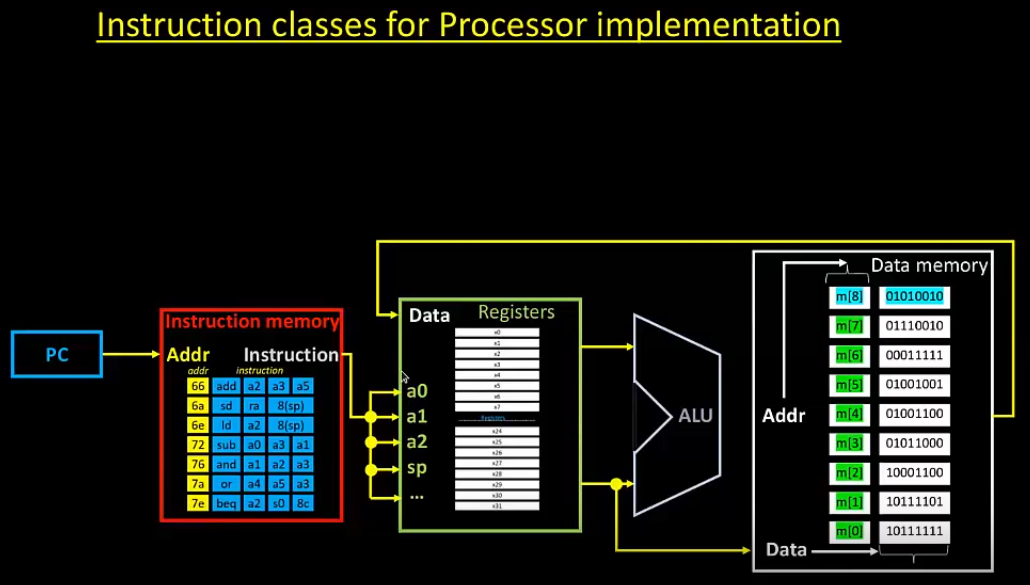 Instruction classes for Processor implementation
PC
Instruction memory
Addr Instruction
addr instruction
66 add a2 a3 a5
6a sd ra 8(sp)
6e ld a2 8(sp)
72 sub a0 a3 a1
76 and a1 a2 a3
7a or a4 a5 a3
7e beq a2 s0 8c
Data Registers
x0
x1
x2
x3
x4
x5
x6
x7
Registers
x24
x25
x26
x27
x28
x29
x30
x31
a0
a1
a2
sp
...
ALU
Data memory
m[8] 01010010
m[7] 01110010
m[6] 00011111
m[5] 01001001
m[4] 01001100
m[3] 01011000
m[2] 10001100
m[1] 10111101
m[0] 10111111
Addr
Data